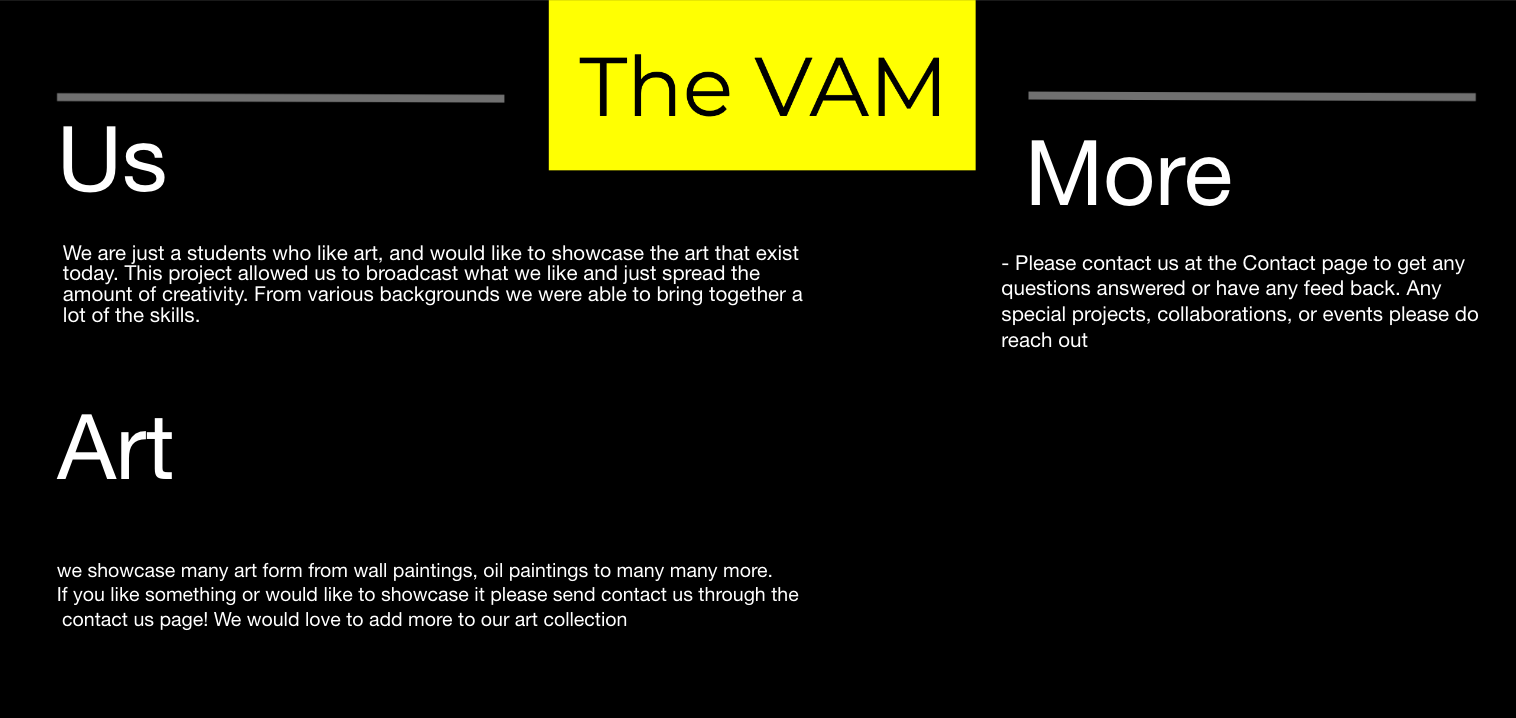 The VAM
Us
We are just a students who like art, and would like to showcase the art that exist
today. This project allowed us to broadcast what we like and just spread the
amount of creativity. From various backgrounds we were able to bring together a
lot of the skills.
Art
we showcase many art form from wall paintings, oil paintings to many many more.
If you like something or would like to showcase it please send contact us through the
contact us page! We would love to add more to our art collection
More
- Please contact us at the Contact page to get any
questions answered or have any feed back. Any
special projects, collaborations, or events please do
reach out